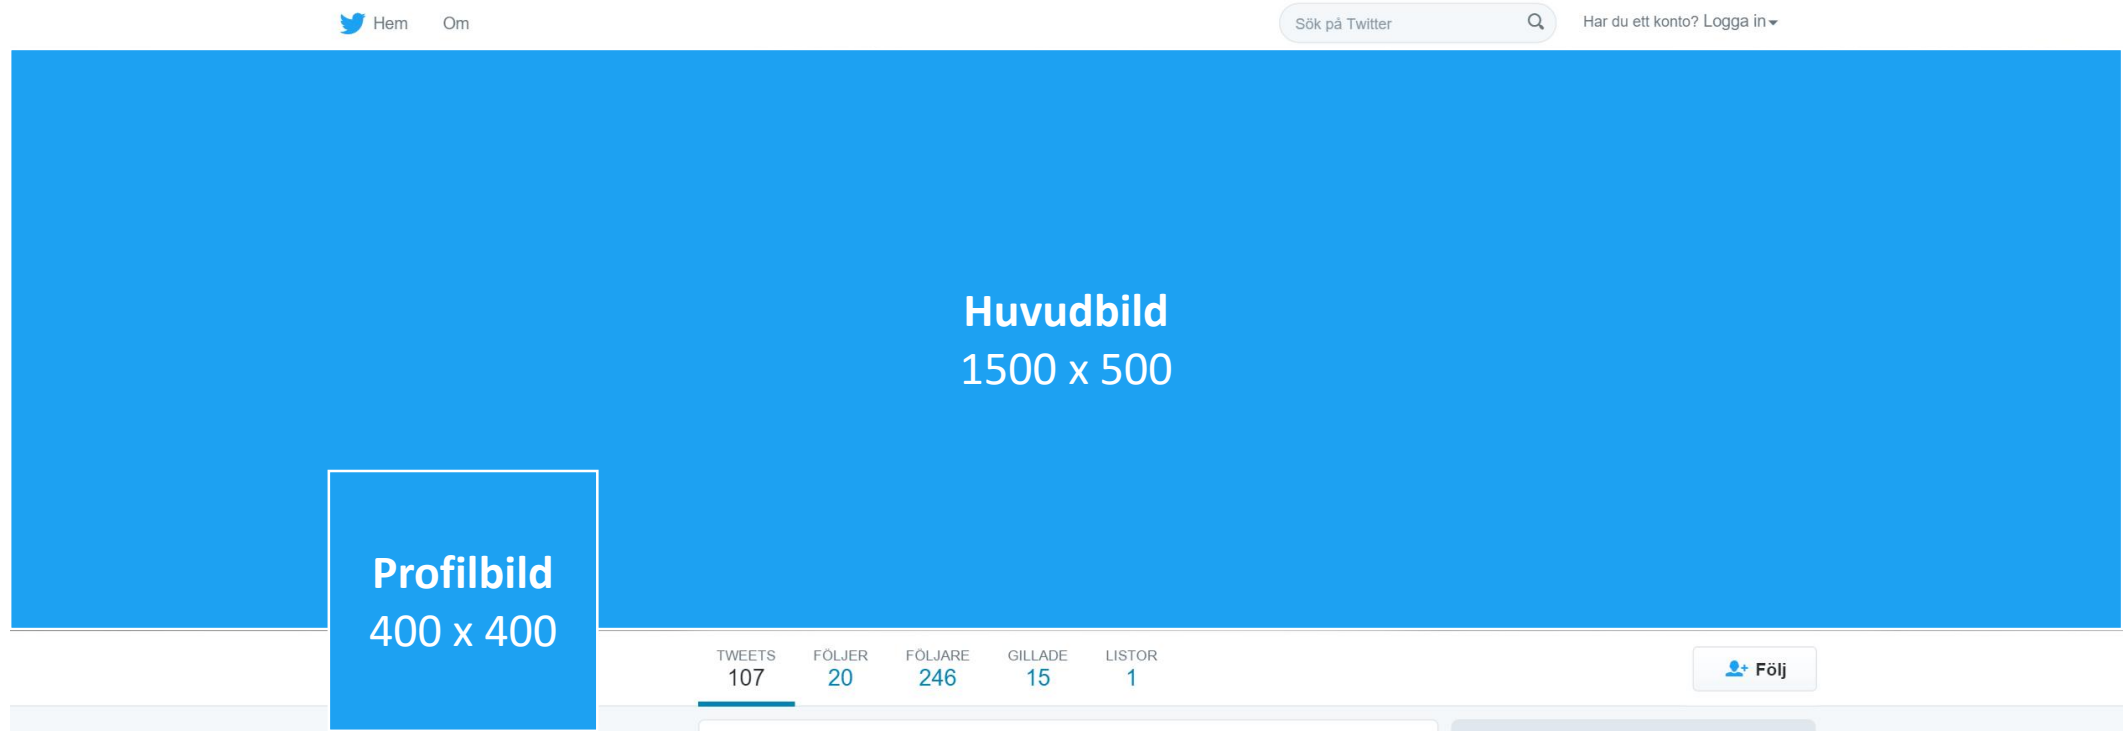 Hem Om Sök på Twitter Har du ett konto? Logga in
Huvudbild
1500 x 500
Profilbild
400 x 400
TWEETS FÖLJER FÖLJARE GILLADE LISTOR
107 20 246 15 1
Följ